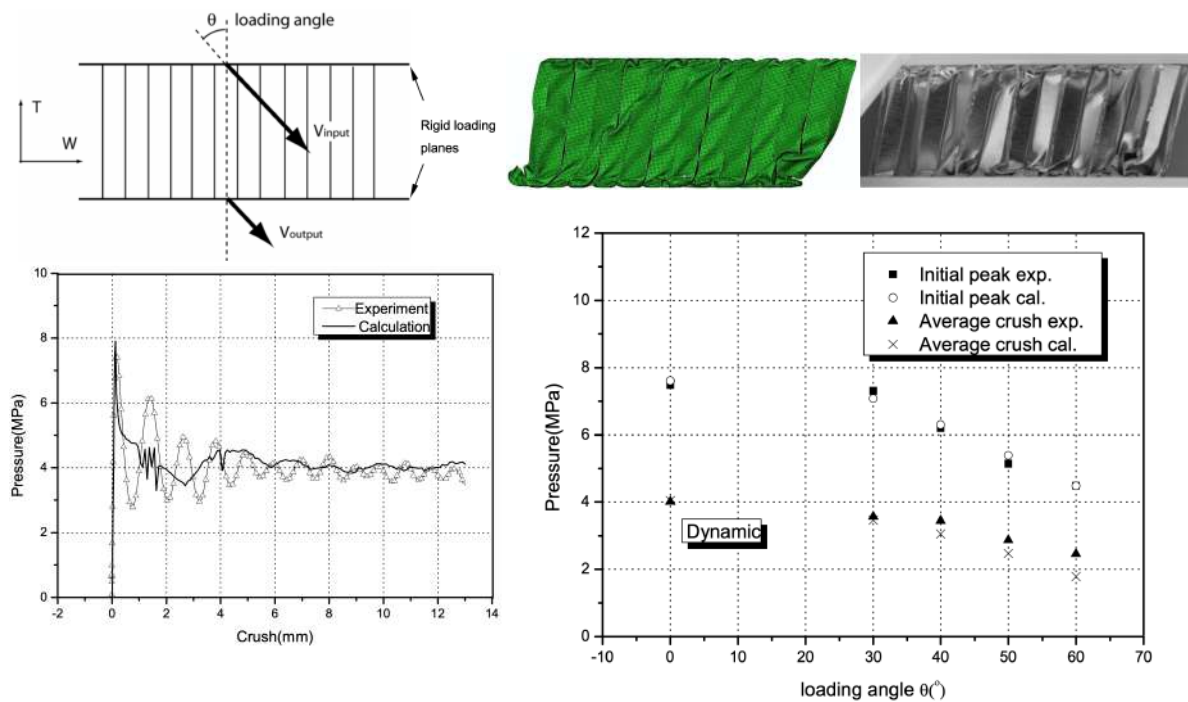 θ loading angle
T
W
Vinput
Rigid loading
planes
Voutput
10
8
6
4
2
0
Pressure(MPa)
Experiment
Calculation
-2 0 2 4 6 8 10 12 14
Crush(mm)
12
10
8
6
4
2
0
Pressure(MPa)
Initial peak exp.
Initial peak cal.
Average crush exp.
Average crush cal.
Dynamic
-10 0 10 20 30 40 50 60 70
loading angle θ(°)